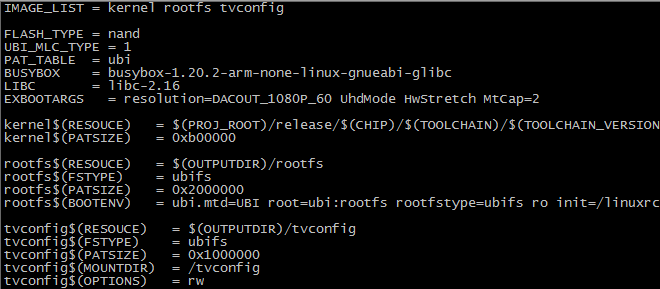 IMAGE_LIST = kernel rootfs tvconfig
FLASH_TYPE = nand
UBI_MLC_TYPE = 1
PAT_TABLE = ubi
BUSYBOX = busybox-1.20.2-arm-none-linux-gnueabi-glibc
LIBC = libc-2.16
EXBOOTARGS = resolution=DACOUT_1080P_60 UhdMode HwStretch MtCap=2
kernel$(RESOUCE) = $(PROJ_ROOT)/release/$(CHIP)/$(TOOLCHAIN)/$(TOOLCHAIN_VERSION
kernel$(PATSIZE) = 0xb00000
rootfs$(RESOUCE) = $(OUTPUTDIR)/rootfs
rootfs$(FSTYPE) = ubifs
rootfs$(PATSIZE) = 0x2000000
rootfs$(BOOTENV) = ubi.mtd=UBI root=ubi:rootfs rootfstype=ubifs ro init=/linuxrc
tvconfig$(RESOUCE) = $(OUTPUTDIR)/tvconfig
tvconfig$(FSTYPE) = ubifs
tvconfig$(PATSIZE) = 0x1000000
tvconfig$(MOUNTDIR) = /tvconfig
tvconfig$(OPTIONS) = rw